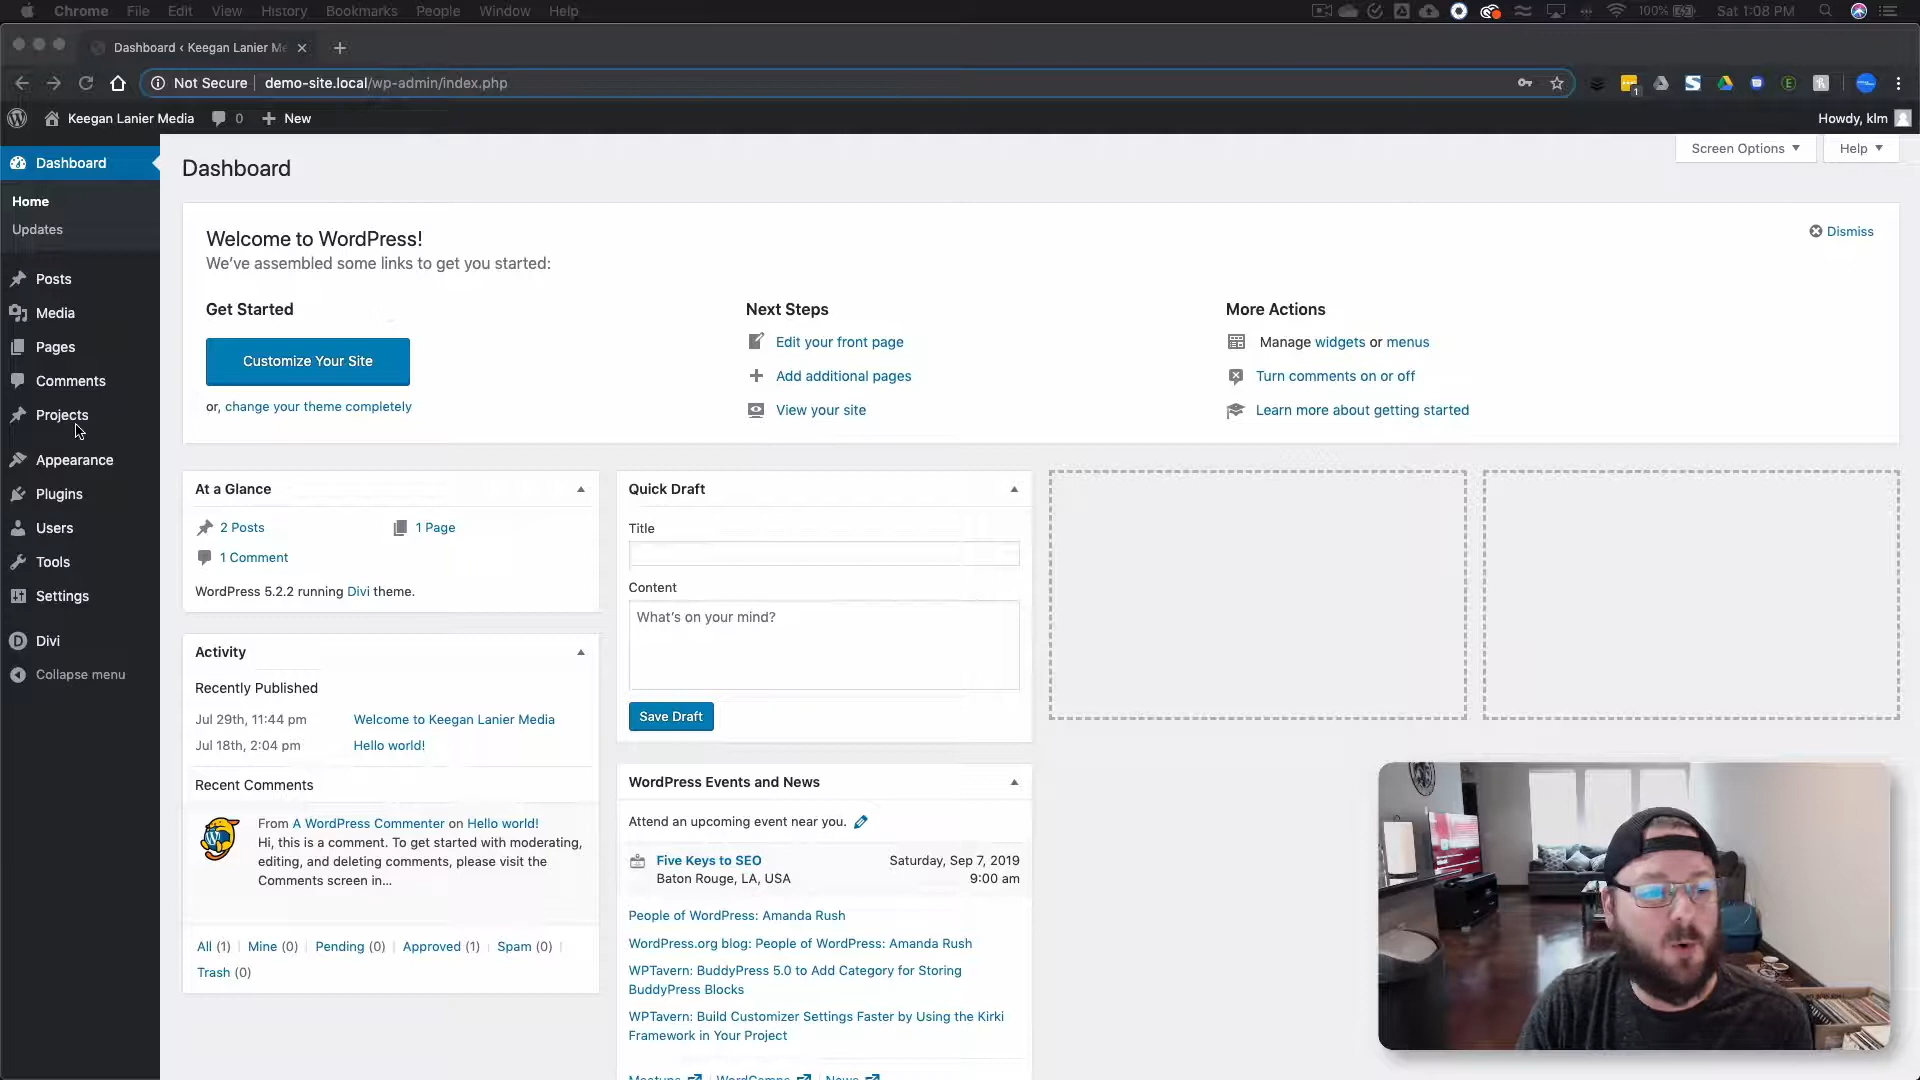 Chrome File Edit View History Bookmarks People Window Help 100% Sat 1:08 PM
Dashboard ‹ Keegan Lanier Me
Not Secure demo-site.local/wp-admin/index.php 1
Keegan Lanier Media 0 New Howdy, klm
Dashboard
Home
Updates
Posts
Media
Pages
Comments
Projects
Appearance
Plugins
Users
Tools
Settings
Divi
Collapse menu
Screen Options Help
Dashboard
Welcome to WordPress!
We've assembled some links to get you started:
Dismiss
Get Started
Customize Your Site
or, change your theme completely
Next Steps
Edit your front page
Add additional pages
View your site
More Actions
Manage widgets or menus
Turn comments on or off
Learn more about getting started
At a Glance
2 Posts 1 Page
1 Comment
WordPress 5.2.2 running Divi theme.
Activity
Recently Published
Jul 29th, 11:44 pm Welcome to Keegan Lanier Media
Jul 18th, 2:04 pm Hello world!
Recent Comments
From A WordPress Commenter on Hello world!
Hi, this is a comment. To get started with moderating,
editing, and deleting comments, please visit the
Comments screen in...
All (1) | Mine (0) | Pending (0) | Approved (1) | Spam (0) |
Trash (0)
Quick Draft
Title
Content
What's on your mind?
Save Draft
WordPress Events and News
Attend an upcoming event near you.
Five Keys to SEO Saturday, Sep 7, 2019
Baton Rouge, LA, USA 9:00 am
People of WordPress: Amanda Rush
WordPress.org blog: People of WordPress: Amanda Rush
WPTavern: BuddyPress 5.0 to Add Category for Storing
BuddyPress Blocks
WPTavern: Build Customizer Settings Faster by Using the Kirki
Framework in Your Project
Meetups | WordCamps | News